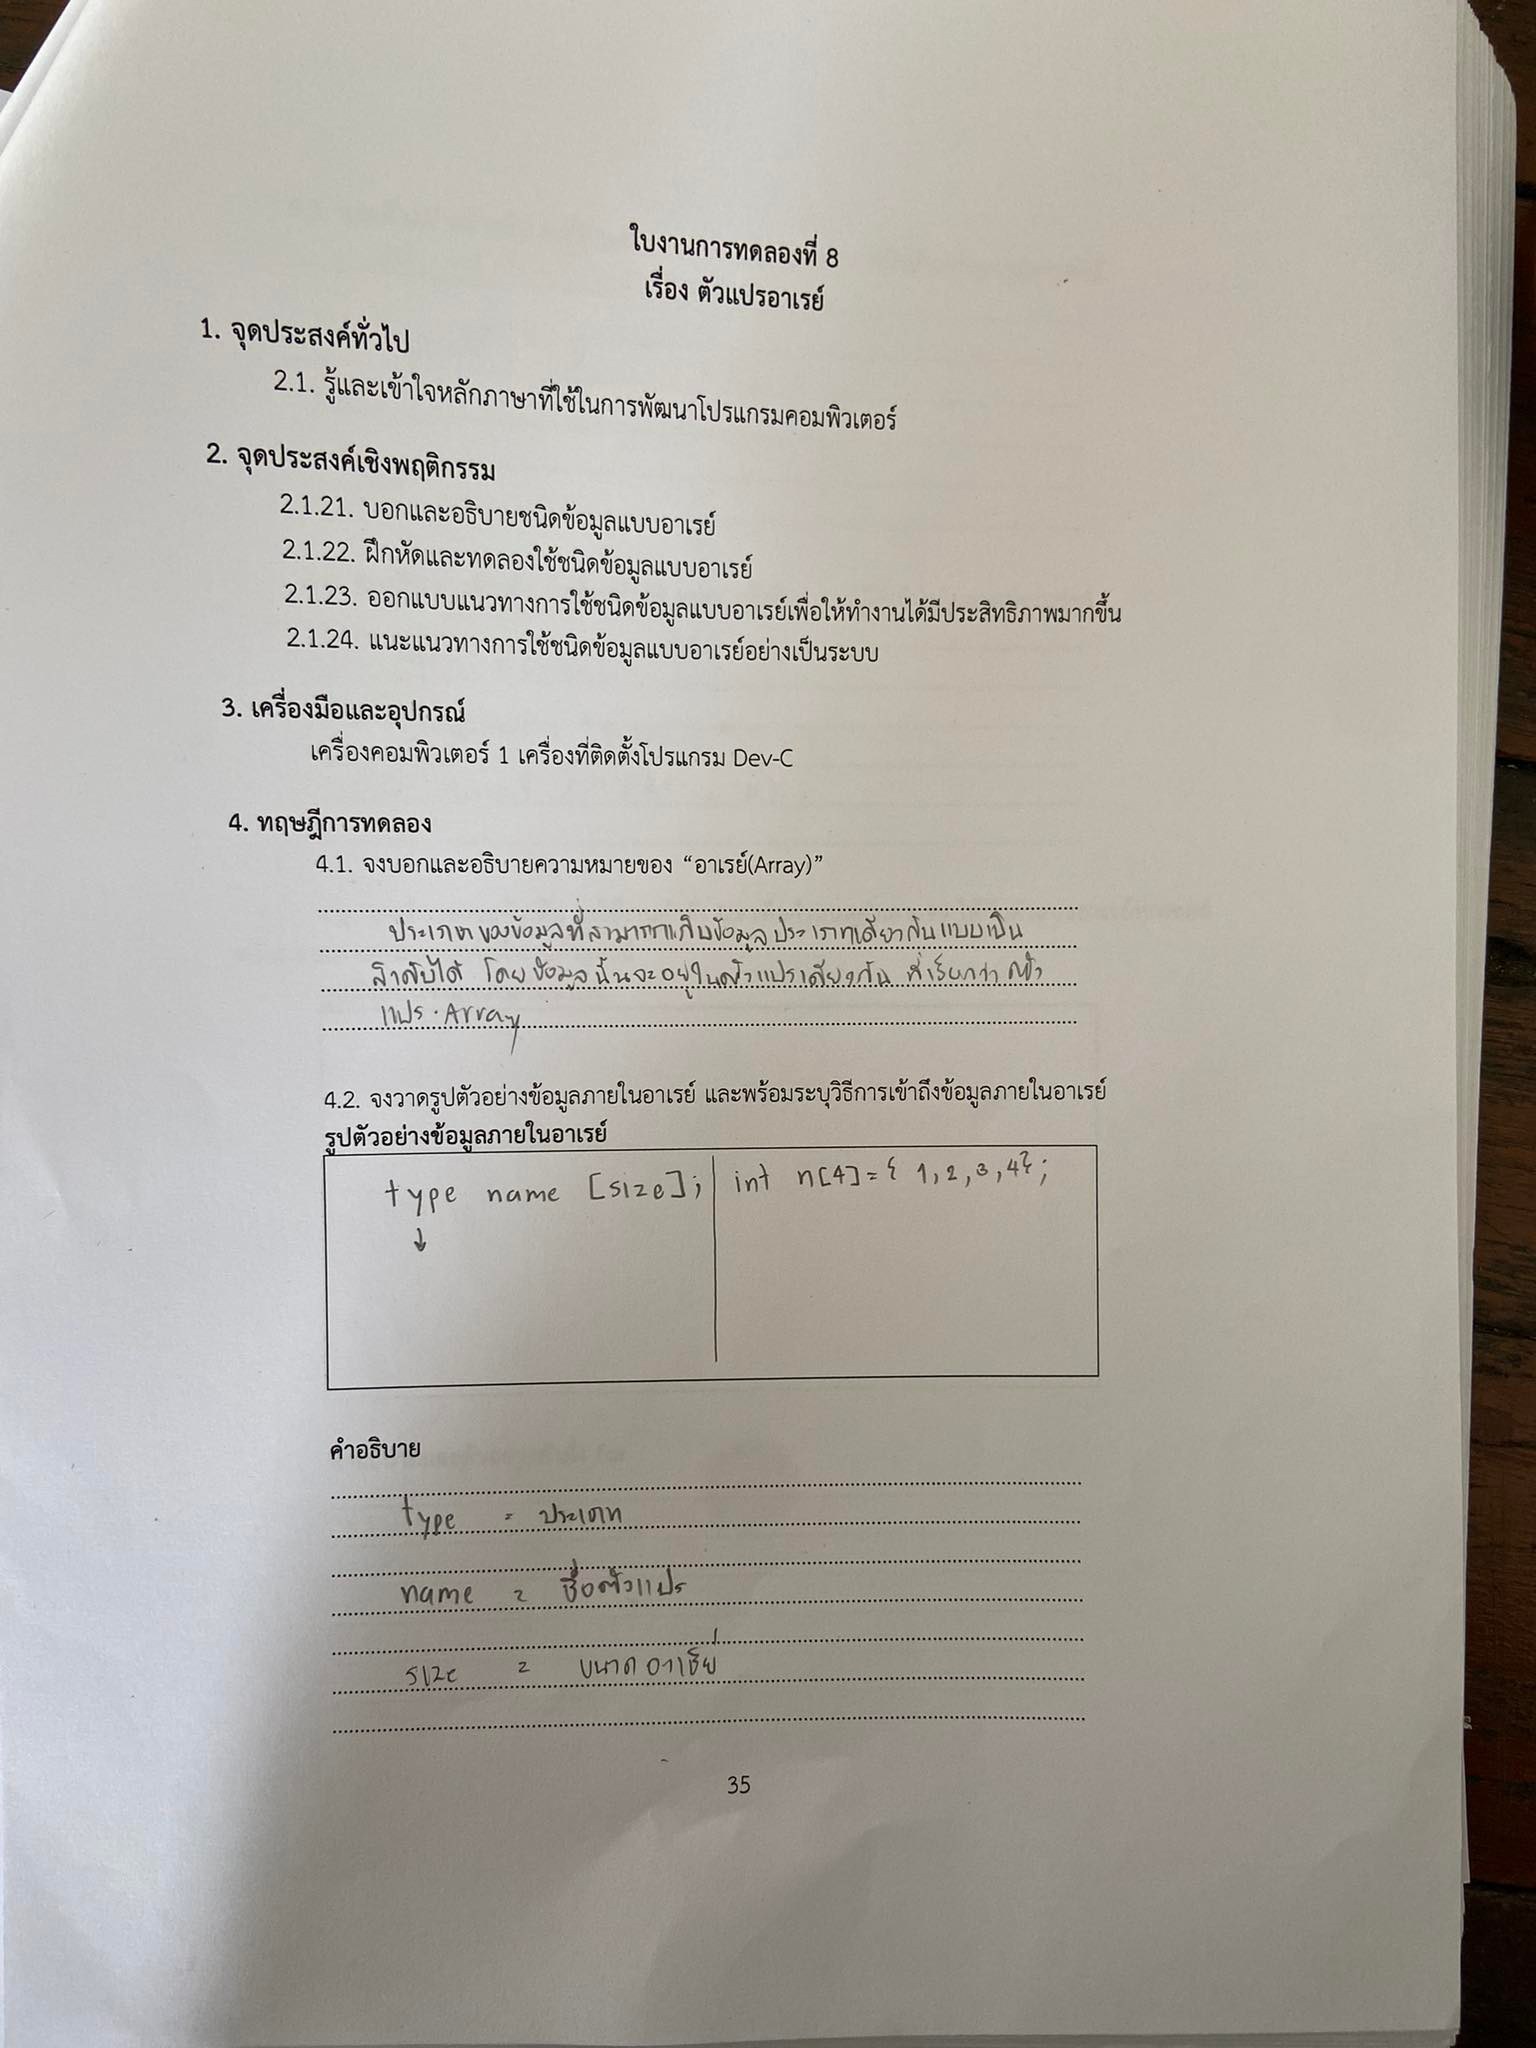 ใบงานการทดลองที่ 8
เรื่อง ตัวแปรอาเรย์
1. จุดประสงค์ทั่วไป
2.1. รู้และเข้าใจหลักภาษาที่ใช้ในการพัฒนาโปรแกรมคอมพิวเตอร์
2. จุดประสงค์เชิงพฤติกรรม
2.1.21. บอกและอธิบายชนิดข้อมูลแบบอาเรย์
2.1.22. ฝึกหัดและทดลองใช้ชนิดข้อมูลแบบอาเรย์
2.1.23. ออกแบบแนวทางการใช้ชนิดข้อมูลแบบอาเรย์เพื่อให้ทำงานได้มีประสิทธิภาพมากขึ้น
2.1.24. แนะแนวทางการใช้ชนิดข้อมูลแบบอาเรย์อย่างเป็นระบบ
3. เครื่องมือและอุปกรณ์
เครื่องคอมพิวเตอร์ 1 เครื่องที่ติดตั้งโปรแกรม Dev-C
4. ทฤษฎีการทดลอง
4.1. จงบอกและอธิบายความหมายของ “อาเรย์(Array)”
ประเภทของข้อมูลที่สามารถเก็บข้อมูลประเภทเดียวกันแบบเป็น
ลำดับได้ โดยข้อมูลนั้นจะอยู่ในตัวแปรเดียวกัน ที่เรียกว่าตัว
แปร Array
4.2. จงวาดรูปตัวอย่างข้อมูลภายในอาเรย์ และพร้อมระบุวิธีการเข้าถึงข้อมูลภายในอาเรย์
รูปตัวอย่างข้อมูลภายในอาเรย์
type name [size]; int n[4] = { 1, 2, 3, 4};
↓
คำอธิบาย
type = ประเภท
name = ชื่อตัวแปร
size = ขนาดอาเรย์
35